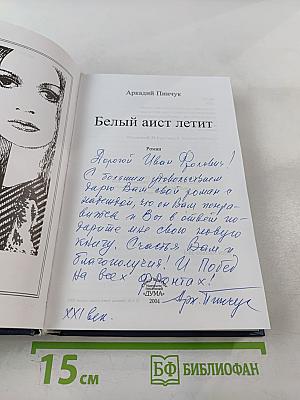 Аркадий Пинчук
Белый аист летит
Роман
Дорогой Иван Фролович!
С большим удовольствием
дарю Вам свой роман с
надеждой, что он Вам понра-
вится и Вы в ответ по-
дарите мне свою новую
книгу. Счастья Вам и
благополучия! И Побед
на всех фронтах!
«ДУМА»
2004
Арк. Пинчук
XXI век.
15 см
БФ БИБЛИОФАН